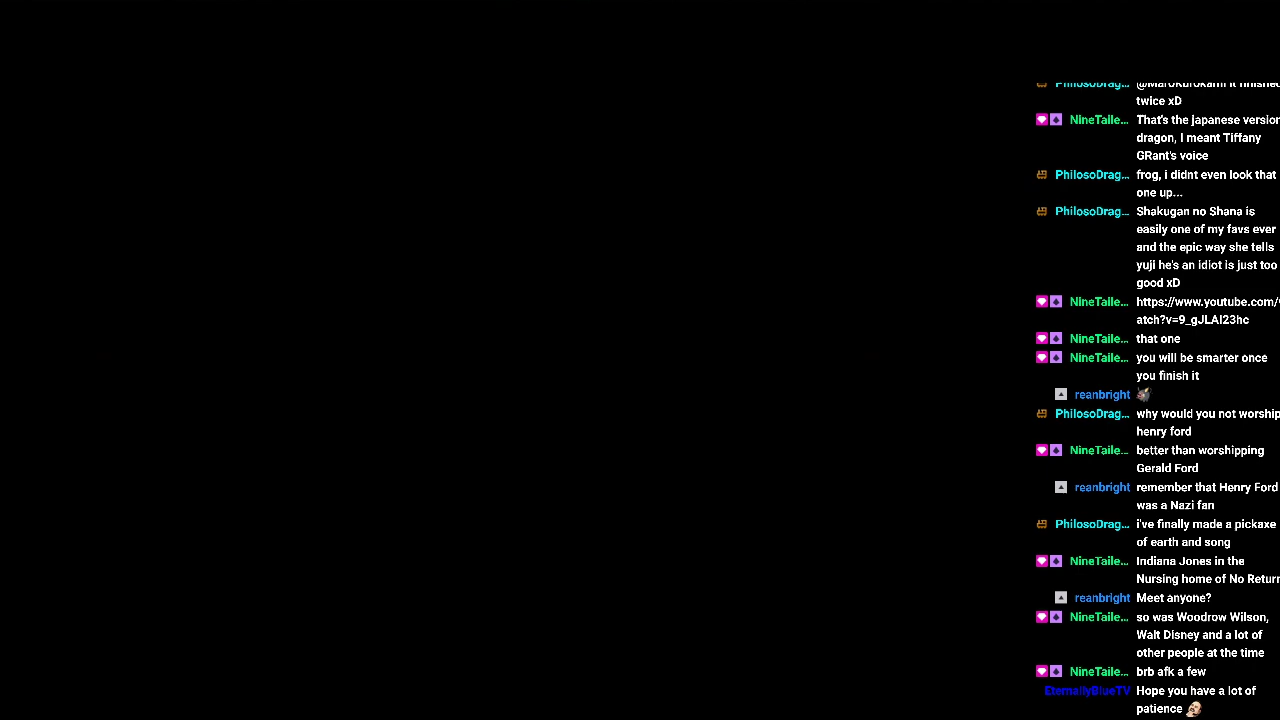 PhilosoDrag... @MaroKurokami it finished
twice xD
NineTaile... That's the japanese version
dragon, I meant Tiffany
GRant's voice
PhilosoDrag... frog, i didnt even look that
one up...
PhilosoDrag... Shakugan no Shana is
easily one of my favs ever
and the epic way she tells
yuji he's an idiot is just too
good xD
NineTaile... https://www.youtube.com/
atch?v=9_gJLAI23hc
NineTaile... that one
NineTaile... you will be smarter once
you finish it
reanbright
PhilosoDrag... why would you not worship
henry ford
NineTaile... better than worshipping
Gerald Ford
reanbright remember that Henry Ford
was a Nazi fan
PhilosoDrag... i've finally made a pickaxe
of earth and song
NineTaile... Indiana Jones in the
Nursing home of No Return
reanbright Meet anyone?
NineTaile... so was Woodrow Wilson,
Walt Disney and a lot of
other people at the time
NineTaile... brb afk a few
EternallyBlueTV Hope you have a lot of
patience